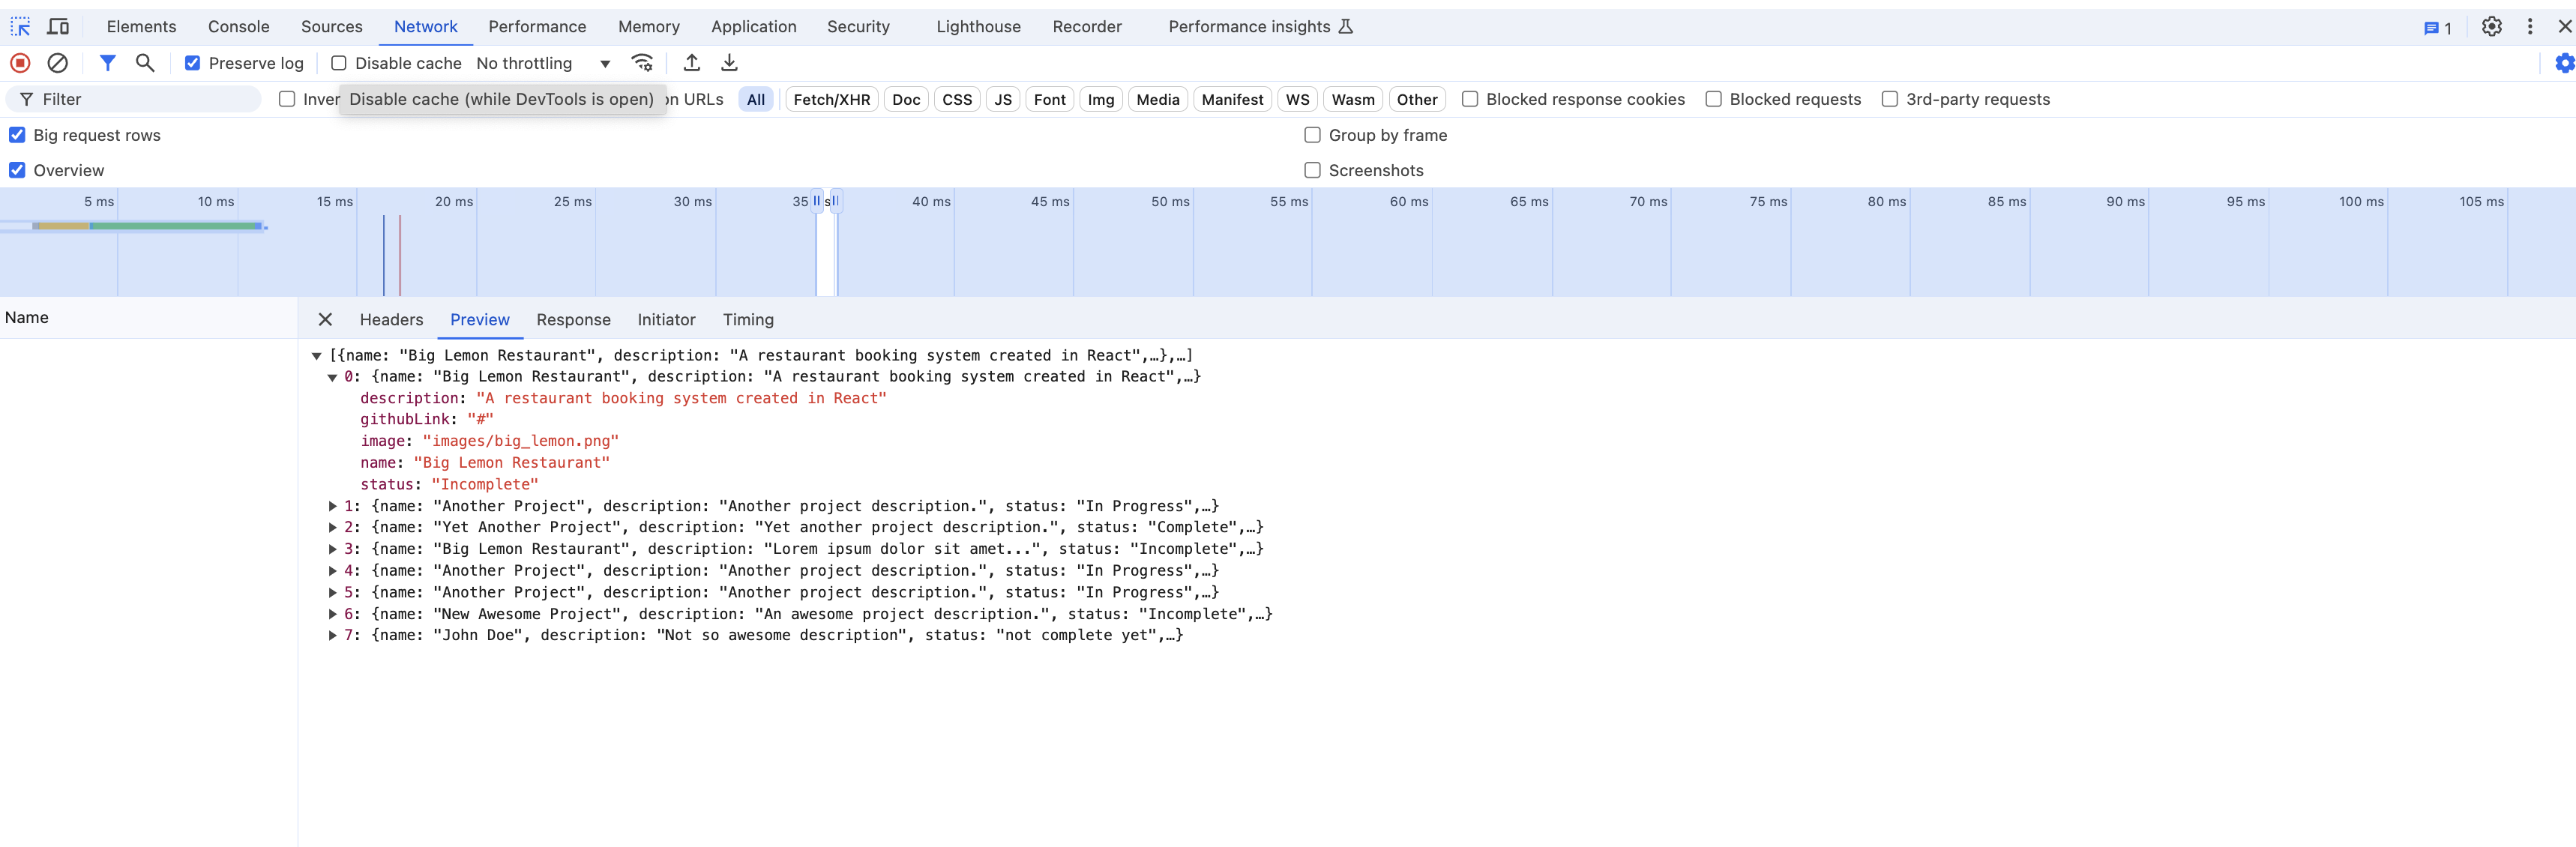 Elements Console Sources Network Performance Memory Application Security Lighthouse Recorder Performance insights 1
Preserve log Disable cache No throttling
Filter Inver Disable cache (while DevTools is open) on URLs All Fetch/XHR Doc CSS JS Font Img Media Manifest WS Wasm Other Blocked response cookies Blocked requests 3rd-party requests
Big request rows Group by frame
Overview Screenshots
5 ms 10 ms 15 ms 20 ms 25 ms 30 ms 35 s 40 ms 45 ms 50 ms 55 ms 60 ms 65 ms 70 ms 75 ms 80 ms 85 ms 90 ms 95 ms 100 ms 105 ms
Name Headers Preview Response Initiator Timing
[{name: "Big Lemon Restaurant", description: "A restaurant booking system created in React",…},…]
0: {name: "Big Lemon Restaurant", description: "A restaurant booking system created in React",…}
description: "A restaurant booking system created in React"
githubLink: "#"
image: "images/big_lemon.png"
name: "Big Lemon Restaurant"
status: "Incomplete"
1: {name: "Another Project", description: "Another project description.", status: "In Progress",…}
2: {name: "Yet Another Project", description: "Yet another project description.", status: "Complete",…}
3: {name: "Big Lemon Restaurant", description: "Lorem ipsum dolor sit amet...", status: "Incomplete",…}
4: {name: "Another Project", description: "Another project description.", status: "In Progress",…}
5: {name: "Another Project", description: "Another project description.", status: "In Progress",…}
6: {name: "New Awesome Project", description: "An awesome project description.", status: "Incomplete",…}
7: {name: "John Doe", description: "Not so awesome description", status: "not complete yet",…}